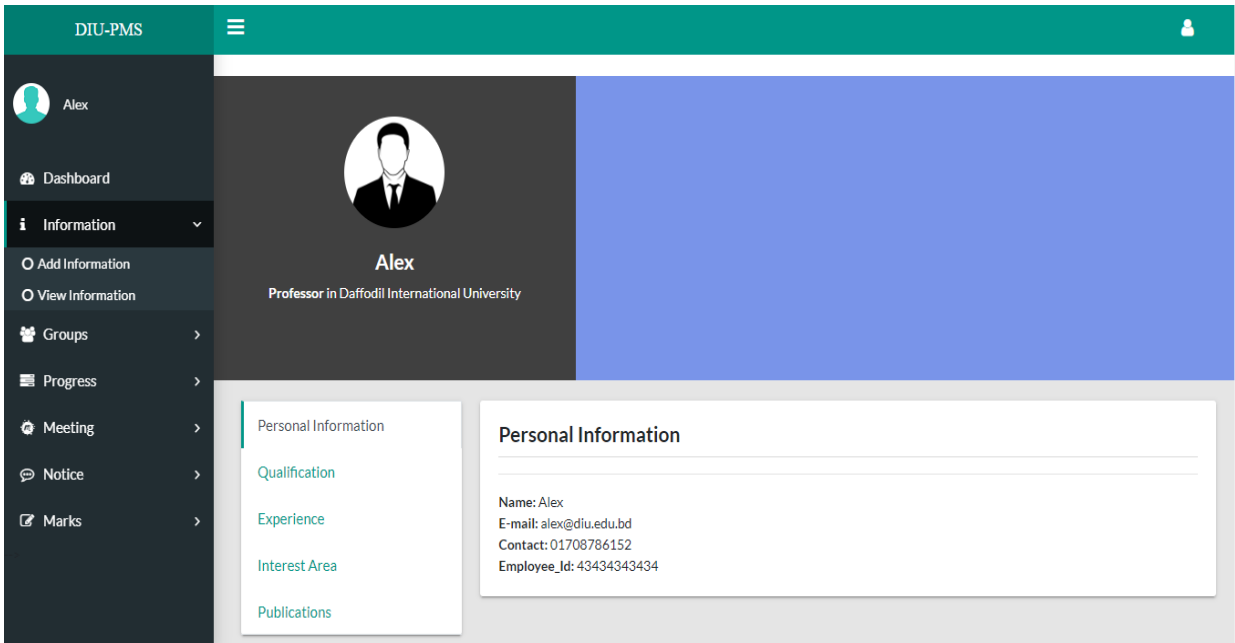 DIU-PMS
Alex
Dashboard
Information
Add Information
View Information
Groups
Progress
Meeting
Notice
Marks
Alex
Professor in Daffodil International University
Personal Information
Qualification
Experience
Interest Area
Publications
Personal Information
Name: Alex
E-mail: alex@diu.edu.bd
Contact: 01708786152
Employee_Id: 43434343434